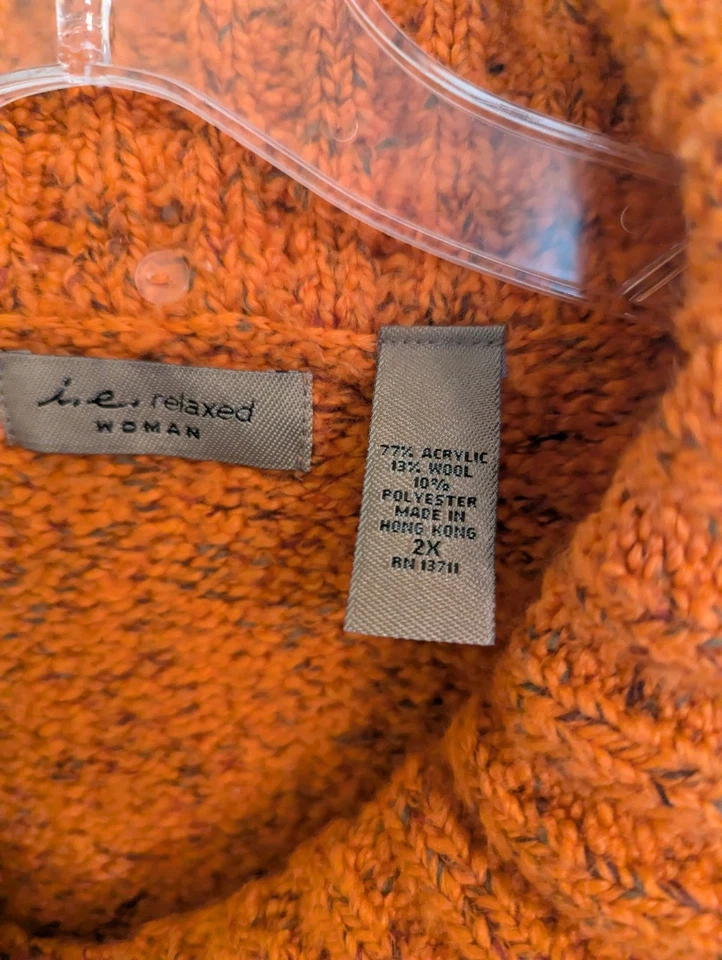 i.e. relaxed
WOMAN
77% ACRYLIC
13% WOOL
10%
POLYESTER
MADE IN
HONG KONG
2X
RN 13711